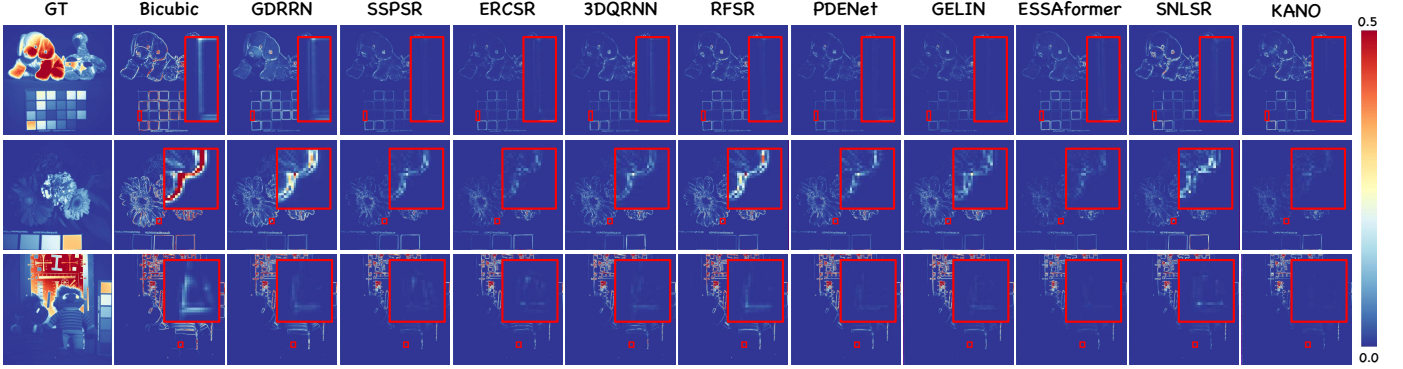 GT Bicubic GDRRN SSPSR ERCSR 3DQRNN RFSR PDENet GELIN ESSAformer SNLSR KANO
0.5
0.0